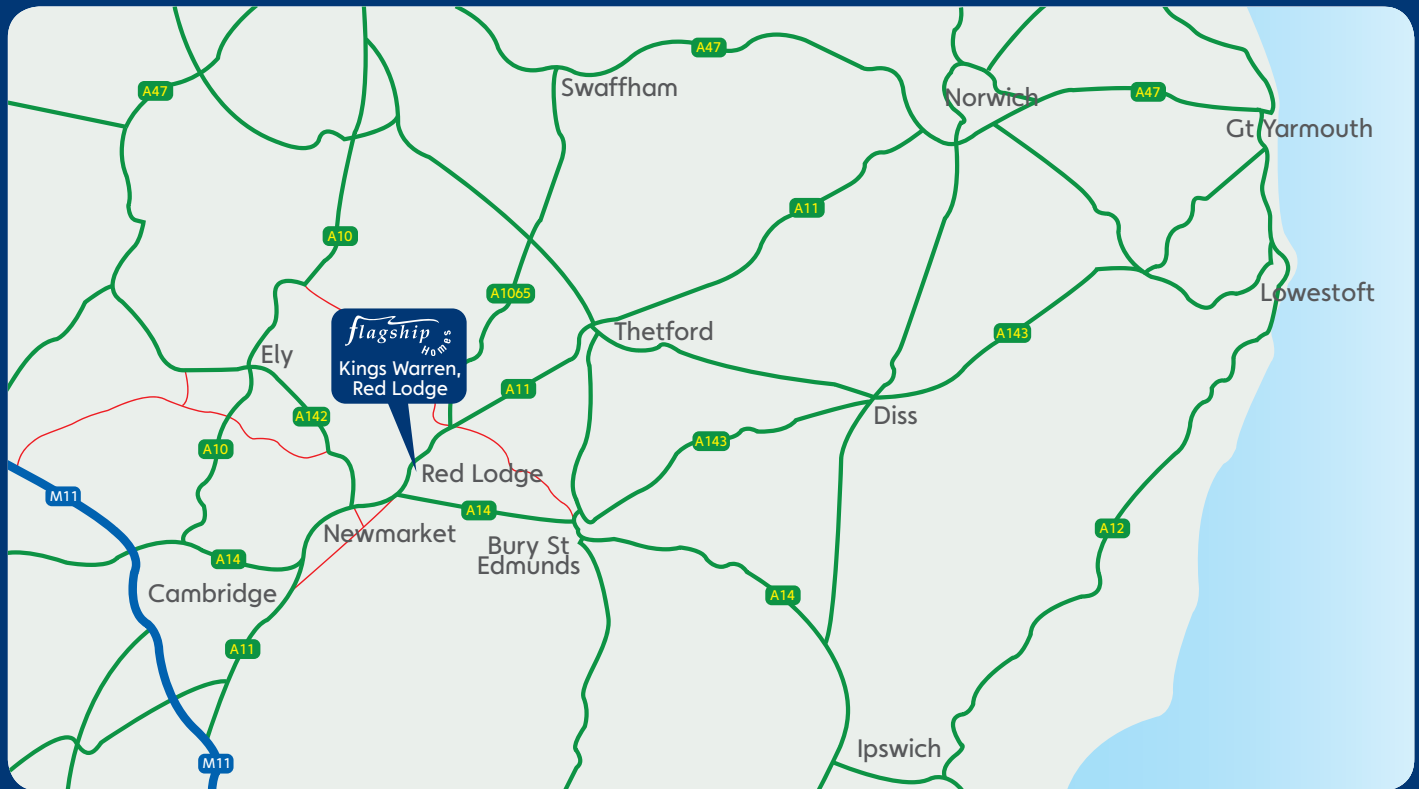 A47
Swaffham
A47
Norwich
A47
Gt Yarmouth
A11
A10
A1065
Lowestoft
flagship
Homes
Kings Warren,
Red Lodge
Thetford
A143
Ely
A11
A142
Diss
A10
A143
Red Lodge
M11
A14
Newmarket
A12
Bury St
Edmunds
A14
A14
Cambridge
A11
Ipswich
M11